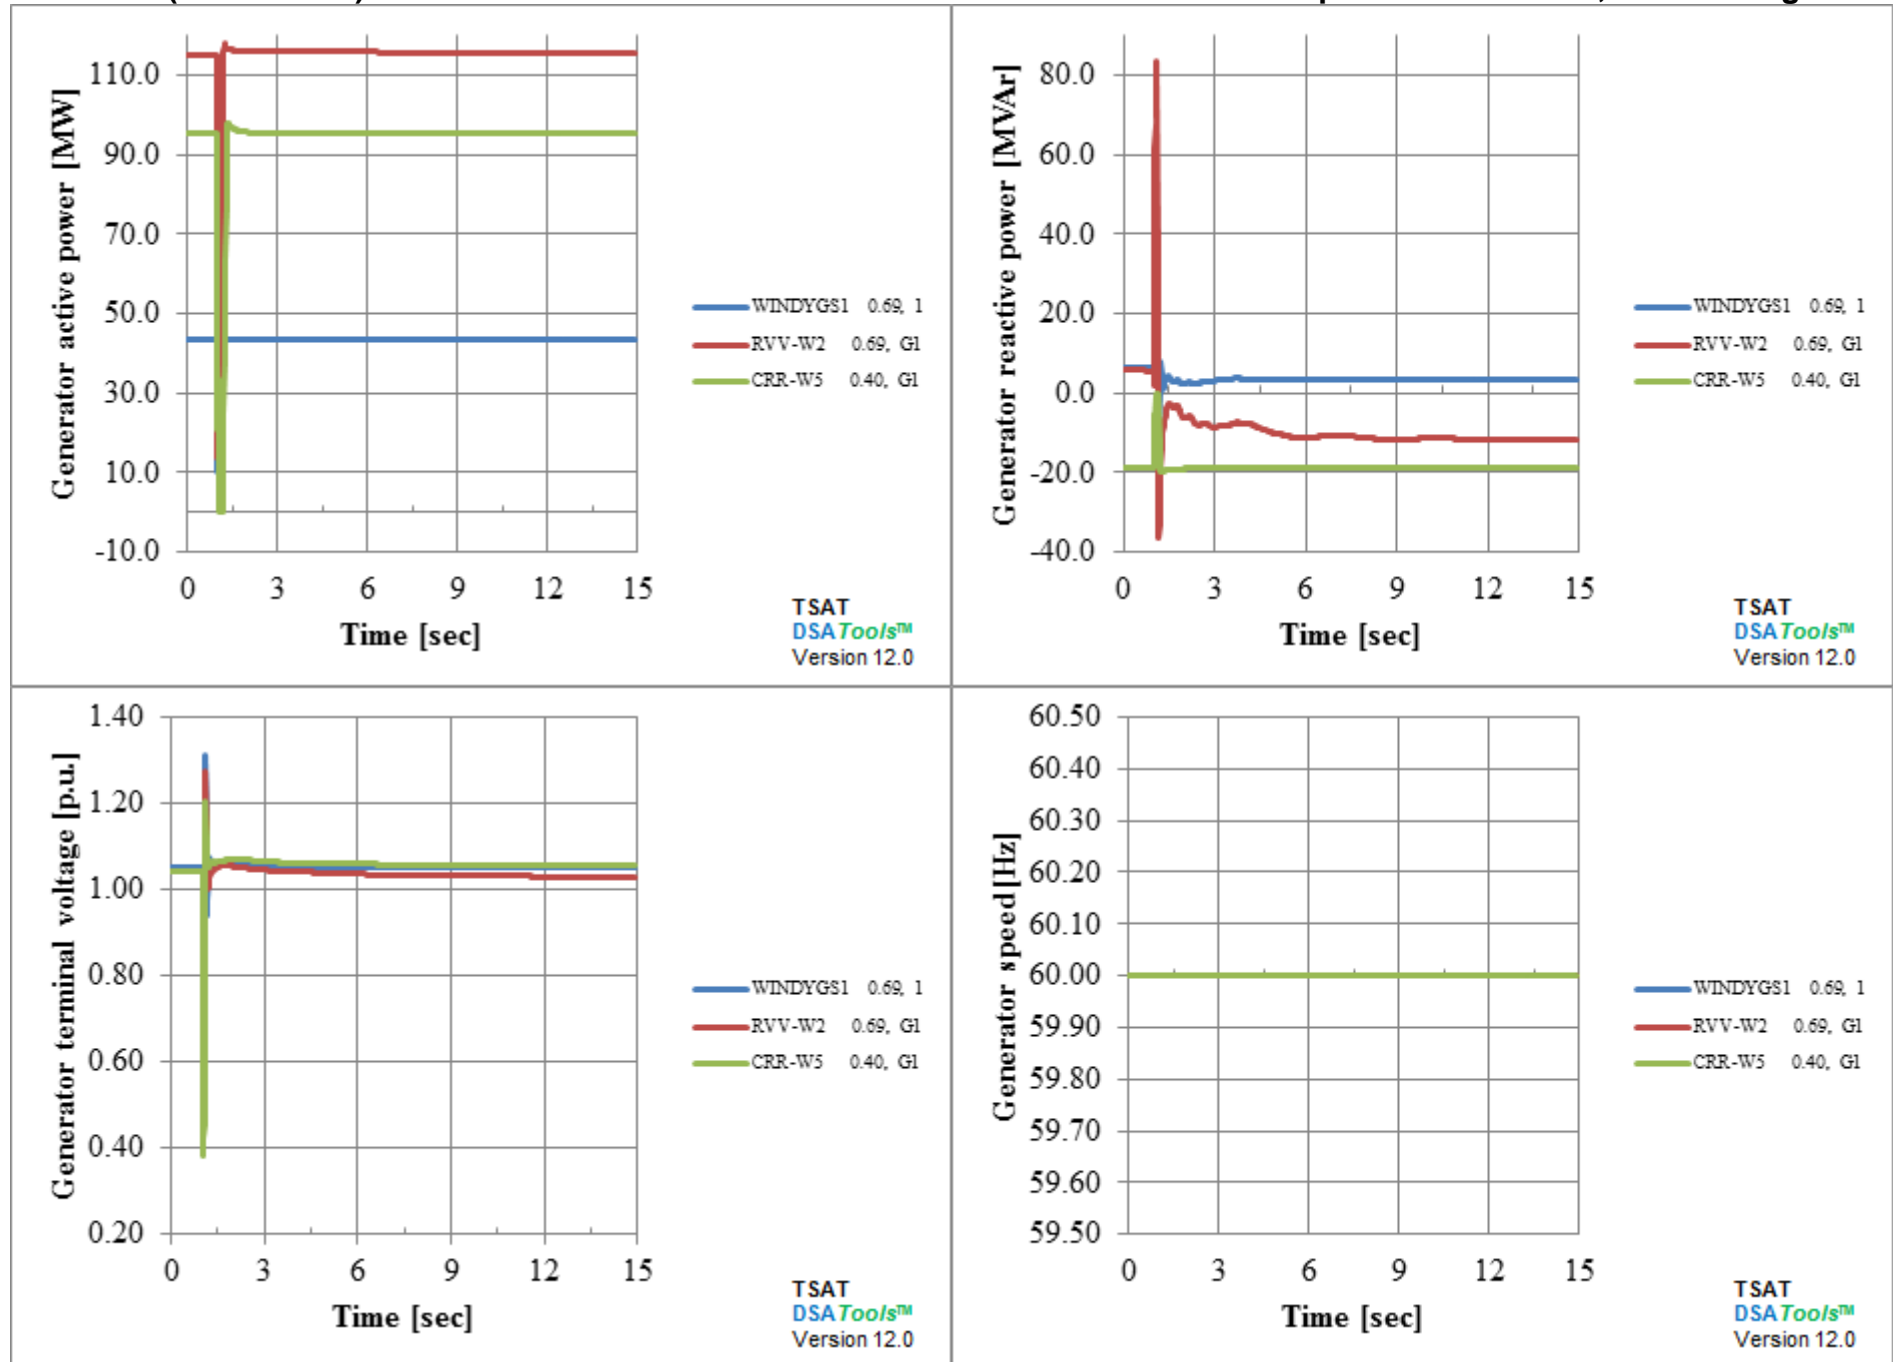 110.0
90.0
70.0
50.0
30.0
10.0
-10.0
0 3 6 9 12 15
Generator active power [MW]
Time [sec]
WINDYGS1 0.69, 1
RVV-W2 0.69, G1
CRR-W5 0.40, G1
TSAT
DSATools™
Version 12.0
80.0
60.0
40.0
20.0
0.0
-20.0
-40.0
0 3 6 9 12 15
Generator reactive power [MVAr]
Time [sec]
WINDYGS1 0.69, 1
RVV-W2 0.69, G1
CRR-W5 0.40, G1
TSAT
DSATools™
Version 12.0
1.40
1.20
1.00
0.80
0.60
0.40
0.20
0 3 6 9 12 15
Generator terminal voltage [p.u.]
Time [sec]
WINDYGS1 0.69, 1
RVV-W2 0.69, G1
CRR-W5 0.40, G1
TSAT
DSATools™
Version 12.0
60.50
60.40
60.30
60.20
60.10
60.00
59.90
59.80
59.70
59.60
59.50
0 3 6 9 12 15
Generator speed[Hz]
Time [sec]
WINDYGS1 0.69, 1
RVV-W2 0.69, G1
CRR-W5 0.40, G1
TSAT
DSATools™
Version 12.0